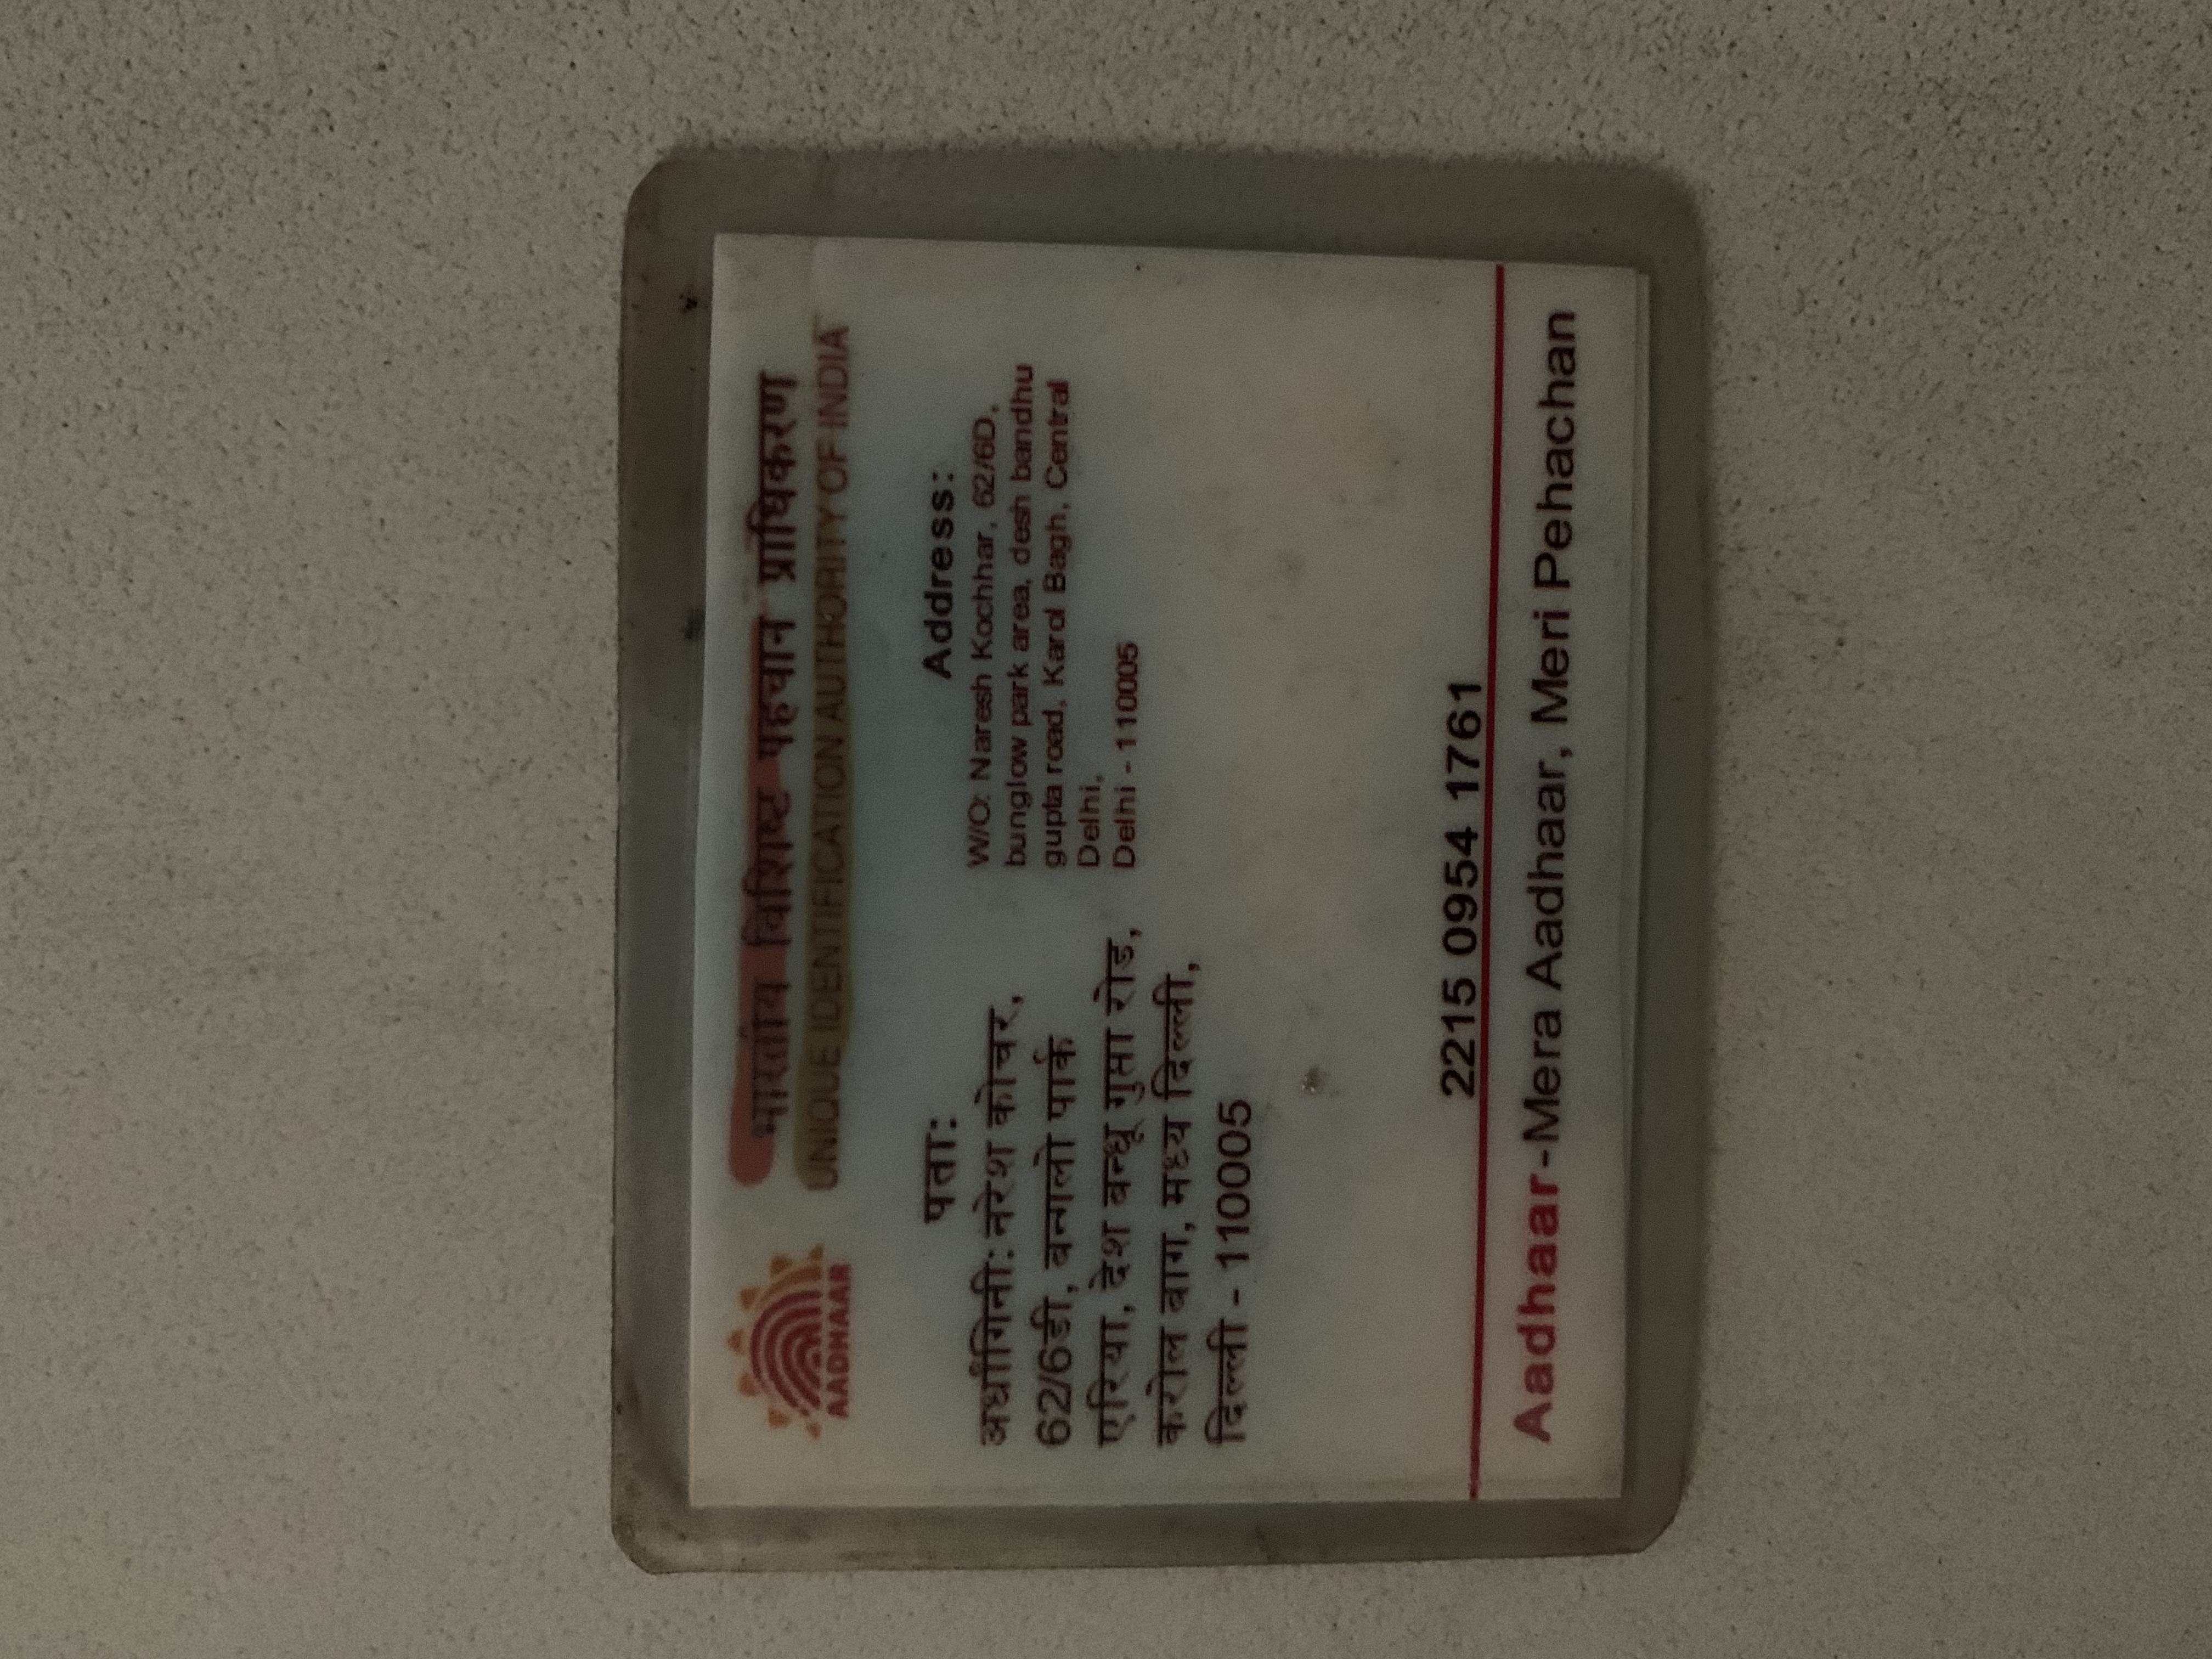 भारतीय विशिष्ट पहचान प्राधिकरण
UNIQUE IDENTIFICATION AUTHORITY OF INDIA
AADHAAR
पता:
अर्धांगिनी: नरेश कोचर,
62/6डी, बन्गलो पार्क
एरिया, देश बन्धू गुप्ता रोड,
करोल बाग, मध्य दिल्ली,
दिल्ली - 110005
Address:
W/O: Naresh Kochhar, 62/6D,
bunglow park area, desh bandhu
gupta road, Karol Bagh, Central
Delhi,
Delhi - 110005
2215 0954 1761
Aadhaar-Mera Aadhaar, Meri Pehachan